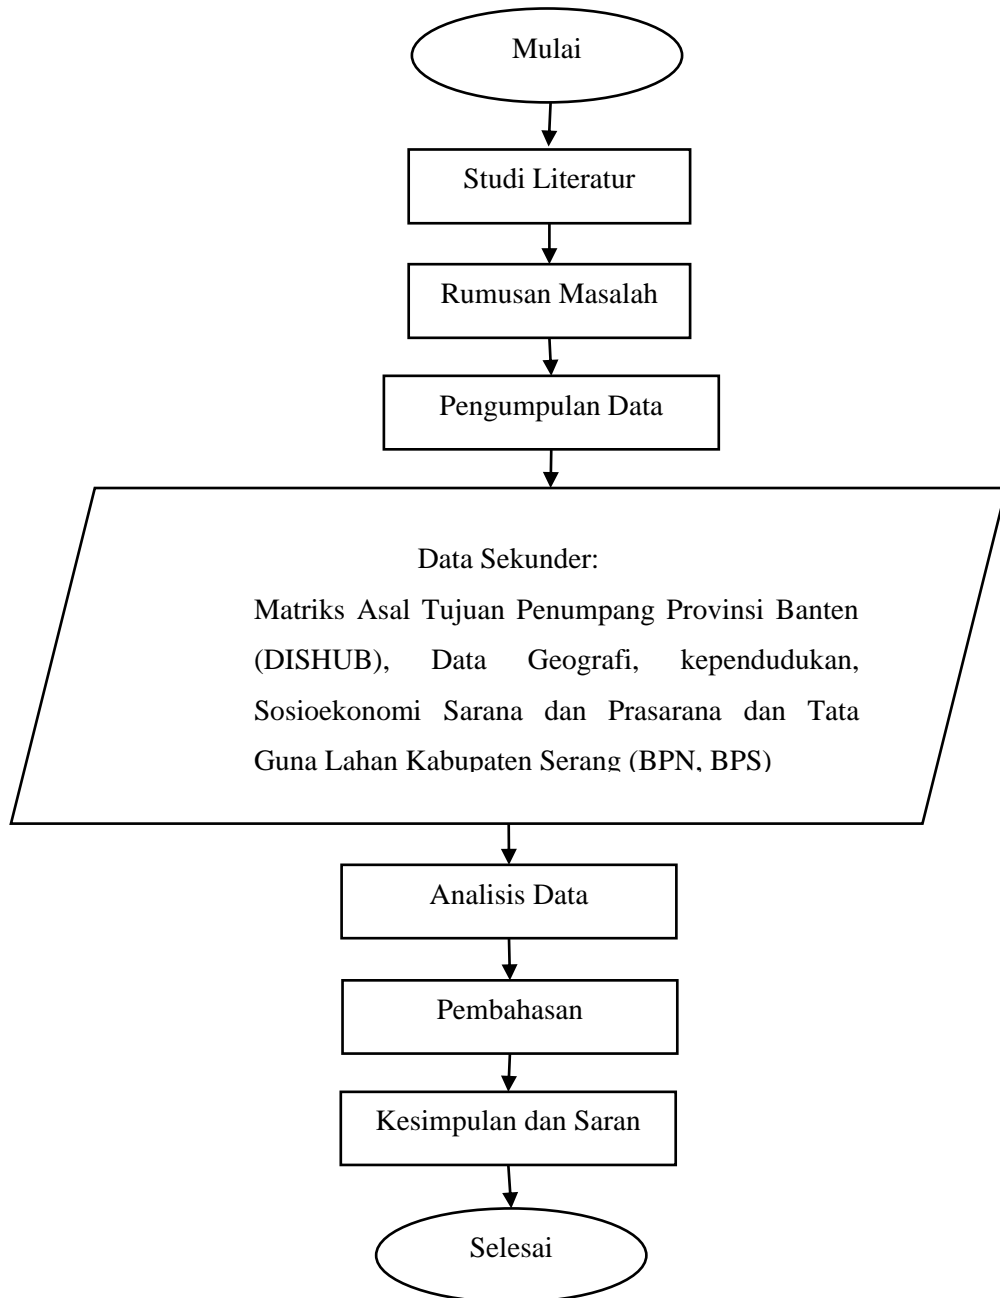 Mulai
Studi Literatur
Rumusan Masalah
Pengumpulan Data
Data Sekunder:
Matriks Asal Tujuan Penumpang Provinsi Banten
(DISHUB), Data Geografi, kependudukan,
Sosioekonomi Sarana dan Prasarana dan Tata
Guna Lahan Kabupaten Serang (BPN, BPS)
Analisis Data
Pembahasan
Kesimpulan dan Saran
Selesai